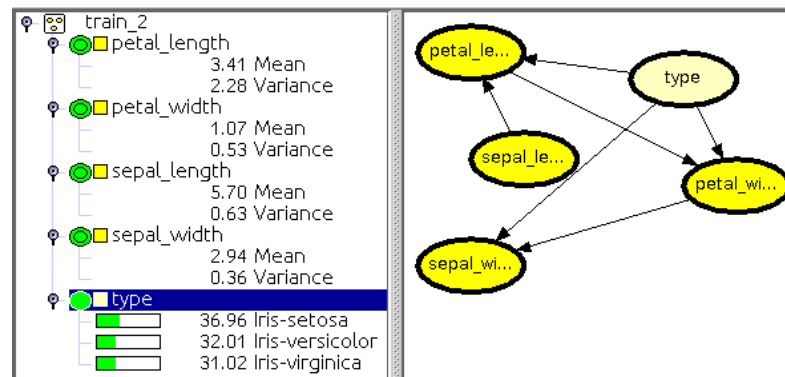 train_2
petal_length
3.41 Mean
2.28 Variance
petal_width
1.07 Mean
0.53 Variance
sepal_length
5.70 Mean
0.63 Variance
sepal_width
2.94 Mean
0.36 Variance
type
36.96 Iris-setosa
32.01 Iris-versicolor
31.02 Iris-virginica
petal_le...
type
sepal_le...
petal_wi...
sepal_wi...